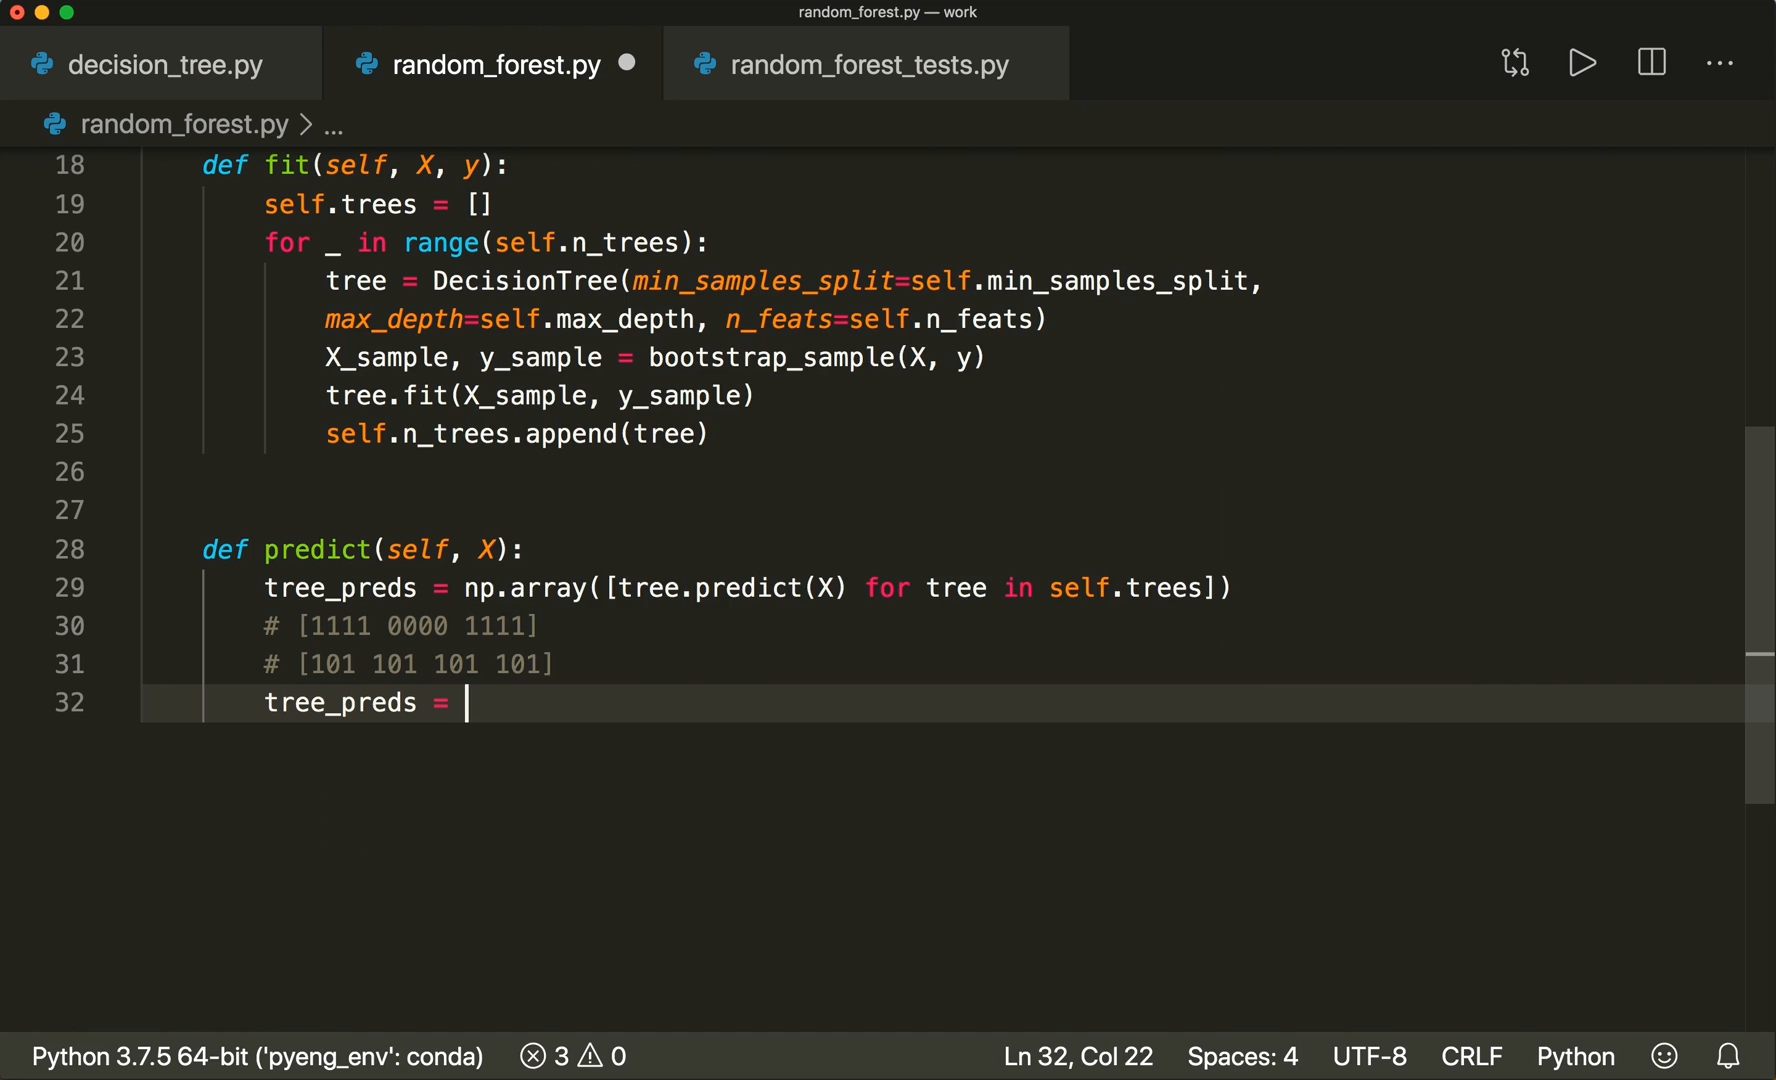 random_forest.py — work
decision_tree.py
random_forest.py
random_forest_tests.py
random_forest.py > ...
18 def fit(self, X, y):
19 self.trees = []
20 for _ in range(self.n_trees):
21 tree = DecisionTree(min_samples_split=self.min_samples_split,
22 max_depth=self.max_depth, n_feats=self.n_feats)
23 X_sample, y_sample = bootstrap_sample(X, y)
24 tree.fit(X_sample, y_sample)
25 self.n_trees.append(tree)
26
27
28 def predict(self, X):
29 tree_preds = np.array([tree.predict(X) for tree in self.trees])
30 # [1111 0000 1111]
31 # [101 101 101 101]
32 tree_preds =
Python 3.7.5 64-bit ('pyeng_env': conda) 3 0 Ln 32, Col 22 Spaces: 4 UTF-8 CRLF Python